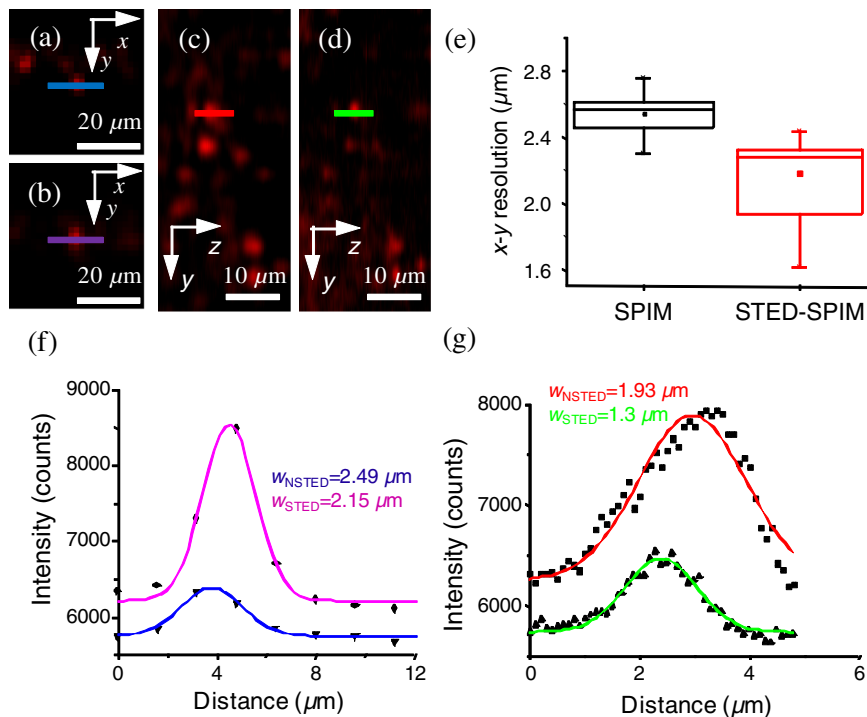 (a)
x
y
20 μm
(b)
x
y
20 μm
(c)
z
y
10 μm
(d)
z
y
10 μm
(e)
x-y resolution (μm)
2.8
2.4
2.0
1.6
SPIM
STED-SPIM
(f)
Intensity (counts)
9000
8000
7000
6000
wNSTED=2.49 μm
wSTED=2.15 μm
0
4
8
12
Distance (μm)
(g)
Intensity (counts)
wNSTED=1.93 μm
wSTED=1.3 μm
8000
7000
6000
0
2
4
6
Distance (μm)